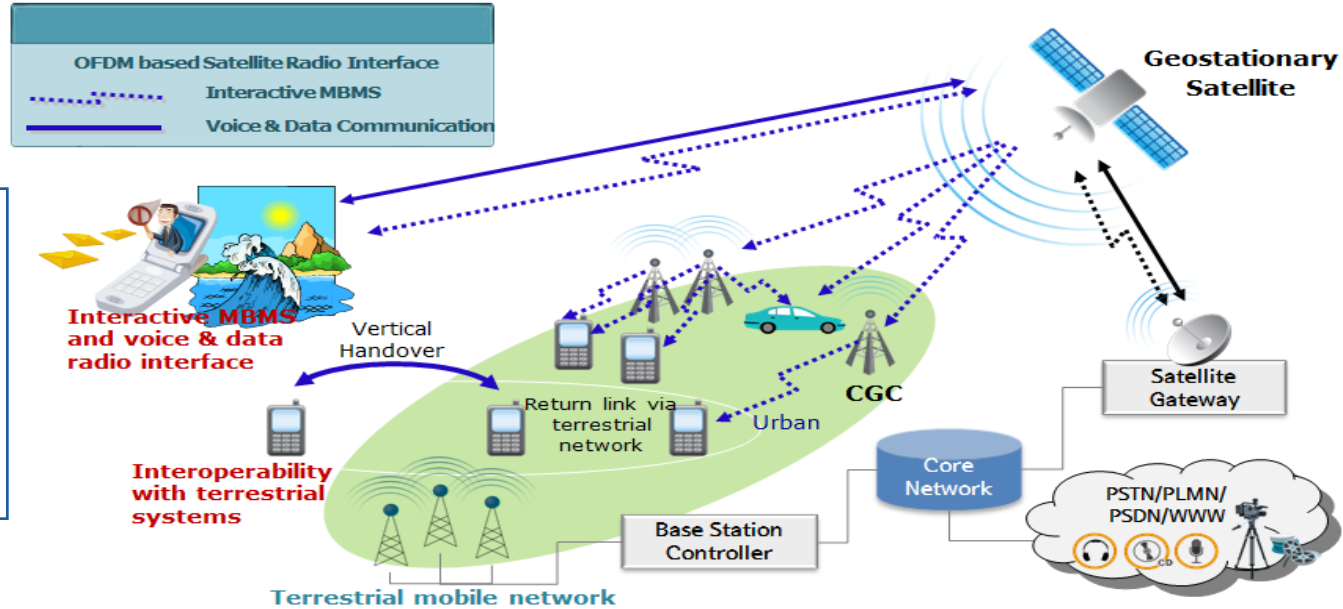 OFDM based Satellite Radio Interface
Interactive MBMS
Voice & Data Communication
Geostationary
Satellite
Interactive MBMS
and voice & data
radio interface
Vertical
Handover
Return link via
terrestrial
network
Urban
CGC
Satellite
Gateway
Interoperability
with terrestrial
systems
Core
Network
PSTN/PLMN/
PSDN/WWW
CD
Base Station
Controller
Terrestrial mobile network